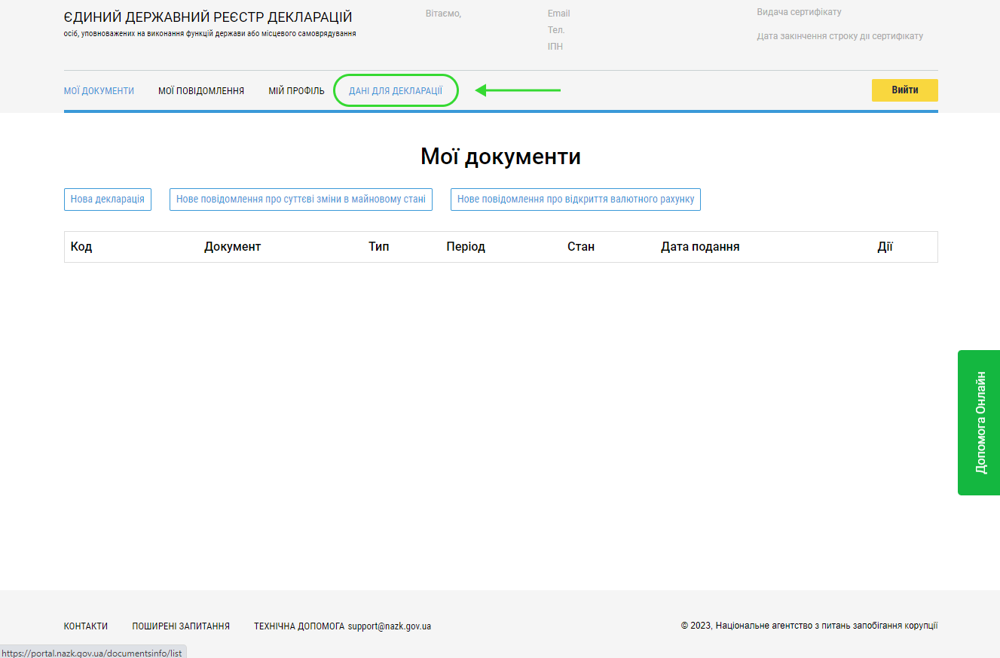 ЄДИНИЙ ДЕРЖАВНИЙ РЕЄСТР ДЕКЛАРАЦІЙ
осіб, уповноважених на виконання функцій держави або місцевого самоврядування
Вітаємо,
Email
Тел.
ІПН
Видача сертифікату
Дата закінчення строку дії сертифікату
МОЇ ДОКУМЕНТИ МОЇ ПОВІДОМЛЕННЯ МІЙ ПРОФІЛЬ ДАНІ ДЛЯ ДЕКЛАРАЦІЇ Вийти
Мої документи
Нова декларація Нове повідомлення про суттєві зміни в майновому стані Нове повідомлення про відкриття валютного рахунку
Код Документ Тип Період Стан Дата подання Дії
Допомога Онлайн
КОНТАКТИ ПОШИРЕНІ ЗАПИТАННЯ ТЕХНІЧНА ДОПОМОГА support@nazk.gov.ua © 2023, Національне агентство з питань запобігання корупції
https://portal.nazk.gov.ua/documentsinfo/list